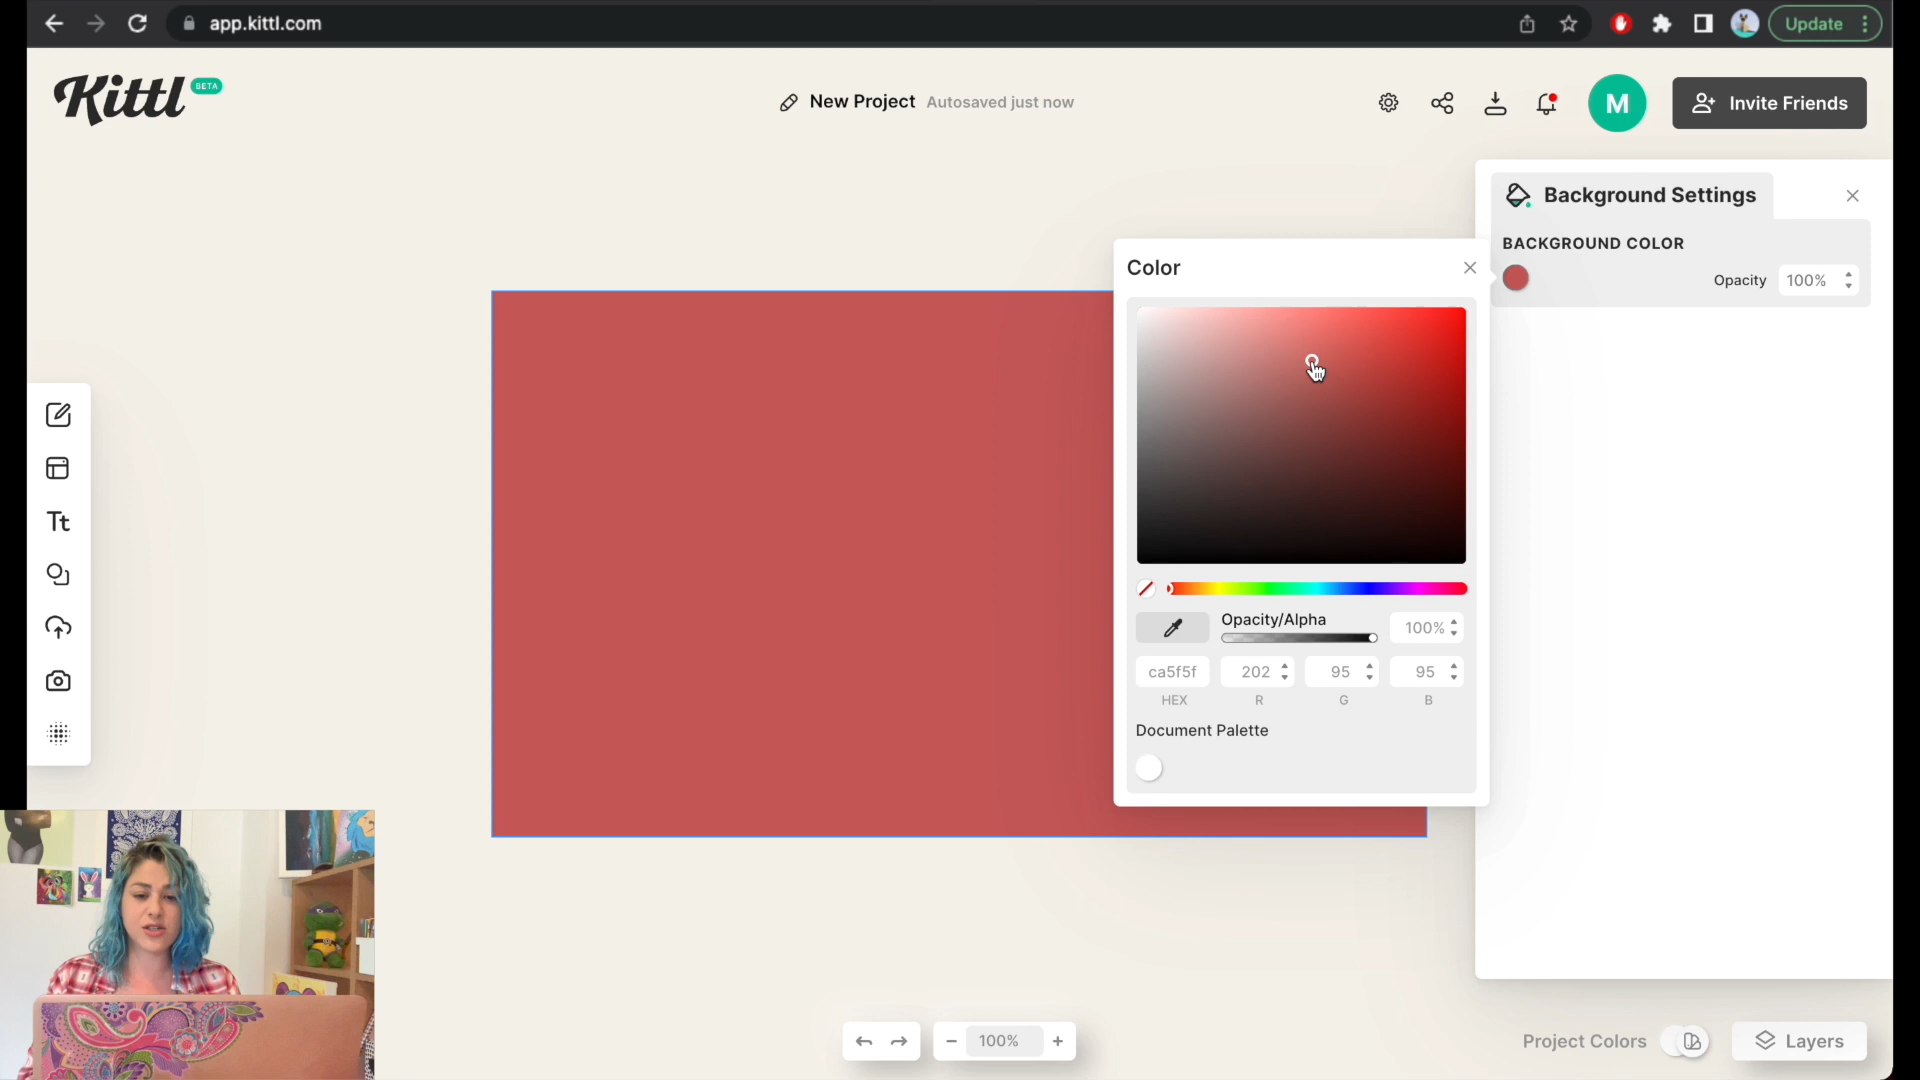 app.kittl.com
Update
Kittl BETA
New Project Autosaved just now
M
Invite Friends
Background Settings
BACKGROUND COLOR
Opacity 100%
Color
Opacity/Alpha
100%
ca5f5f 202 95 95
HEX R G B
Document Palette
Tt
100%
Project Colors
Layers